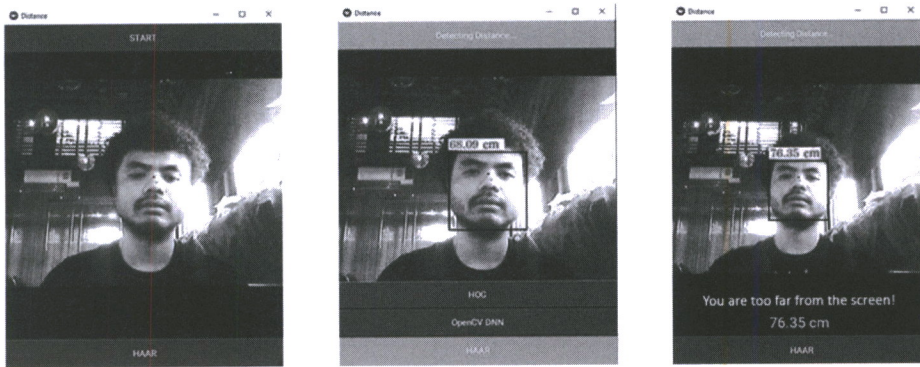 Distance
START
HAAR
Distance
Detecting Distance...
68.09 cm
HOG
OpenCV DNN
HAAR
Distance
Detecting Distance...
76.35 cm
You are too far from the screen!
76.35 cm
HAAR